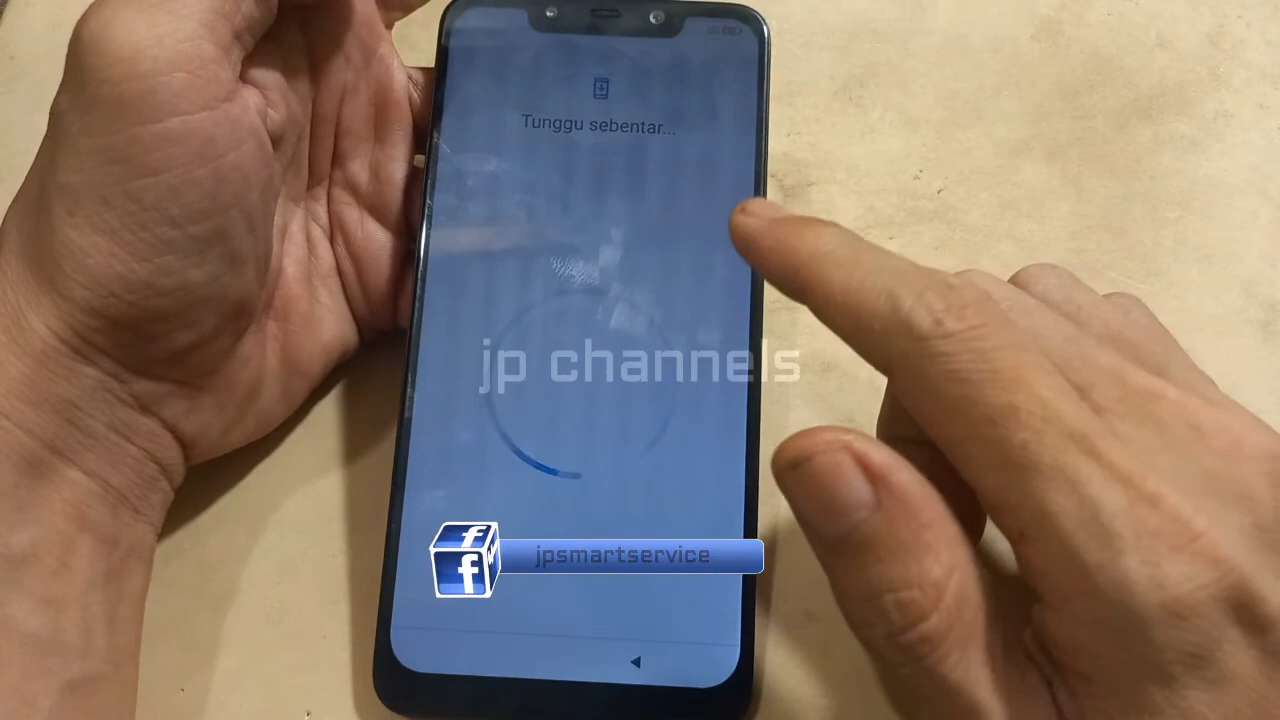 Tunggu sebentar...
jp channels
f
f
jpsmartservice